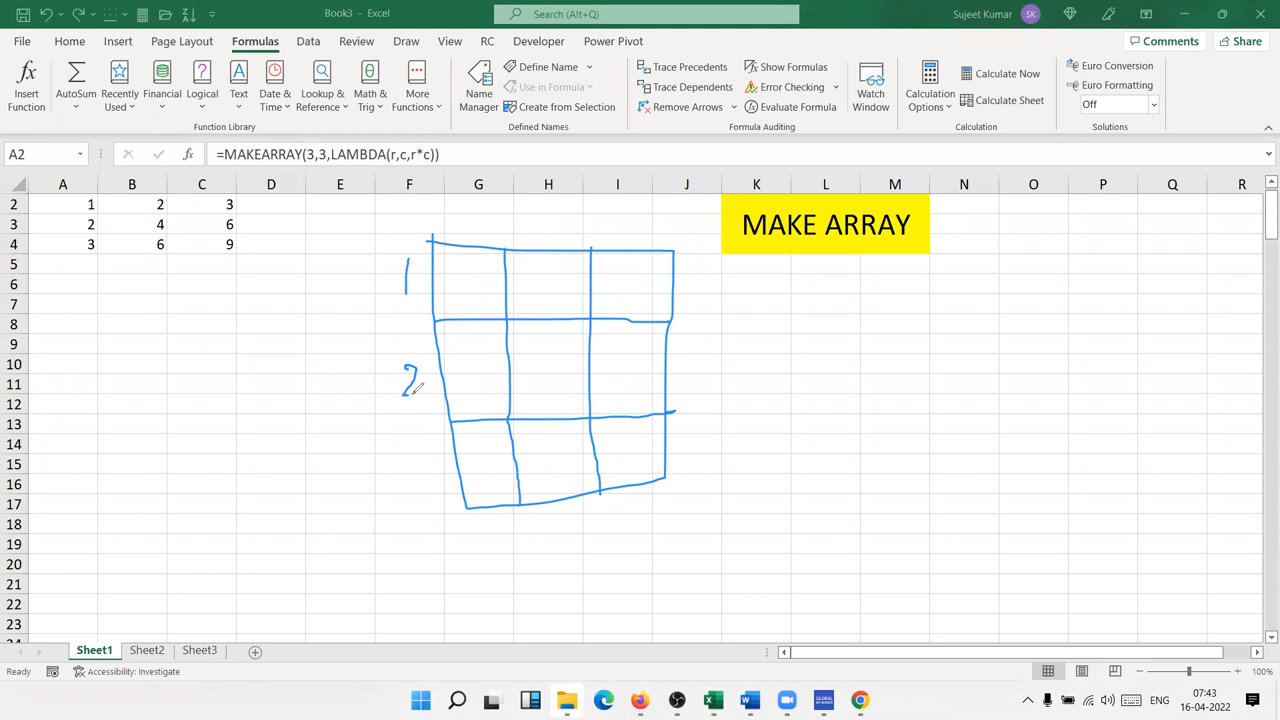 Book3 - Excel
Search (Alt+Q)
Sujeet Kumar
SK
File Home Insert Page Layout Formulas Data Review View RC Developer Help Power Pivot
Comments
Share
Insert Function
AutoSum
Recently Used
Financial
Logical
Text
Date & Time
Lookup & Reference
Math & Trig
More Functions
Function Library
Name Manager
Define Name
Use in Formula
Create from Selection
Defined Names
Trace Precedents
Trace Dependents
Remove Arrows
Show Formulas
Error Checking
Evaluate Formula
Formula Auditing
Watch Window
Calculation Options
Calculate Now
Calculate Sheet
Calculation
Euro Conversion
Euro Formatting
Off
Solutions
A2
fx
=MAKEARRAY(3,3,LAMBDA(r,c,r*c))
A B C D E F G H I J K L M N O P Q R
2 1 2 3
3 2 4 6
4 3 6 9
MAKE ARRAY
5
6
7
8
9
10
11
12
13
14
15
16
17
18
19
20
21
22
23
1
2
Sheet1 Sheet2 Sheet3
Ready
Accessibility: Investigate
100%
GLOBAL
ENG
07:43
16-04-2022